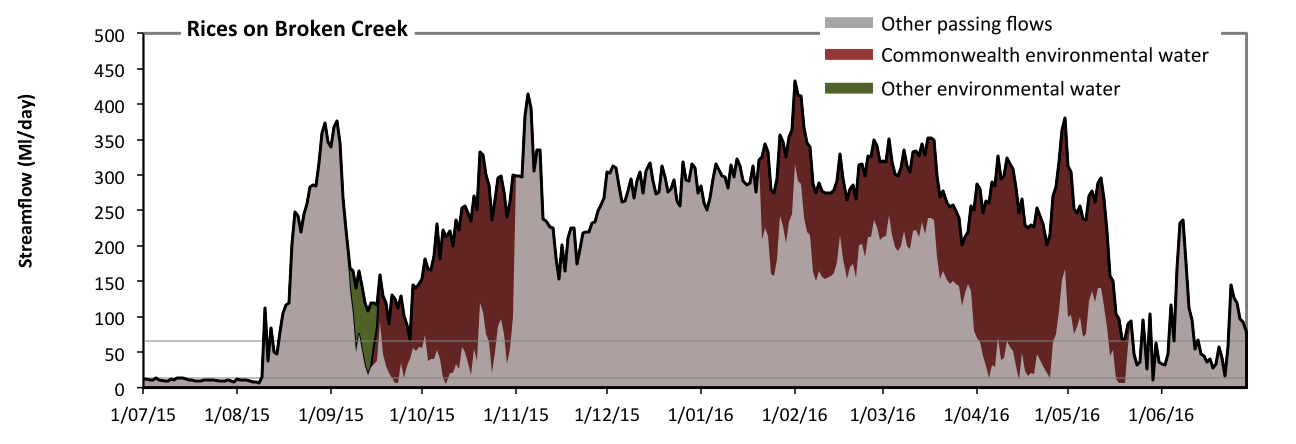 Rices on Broken Creek
Other passing flows
Commonwealth environmental water
Other environmental water
Streamflow (Ml/day)
500
450
400
350
300
250
200
150
100
50
0
1/07/15 1/08/15 1/09/15 1/10/15 1/11/15 1/12/15 1/01/16 1/02/16 1/03/16 1/04/16 1/05/16 1/06/16